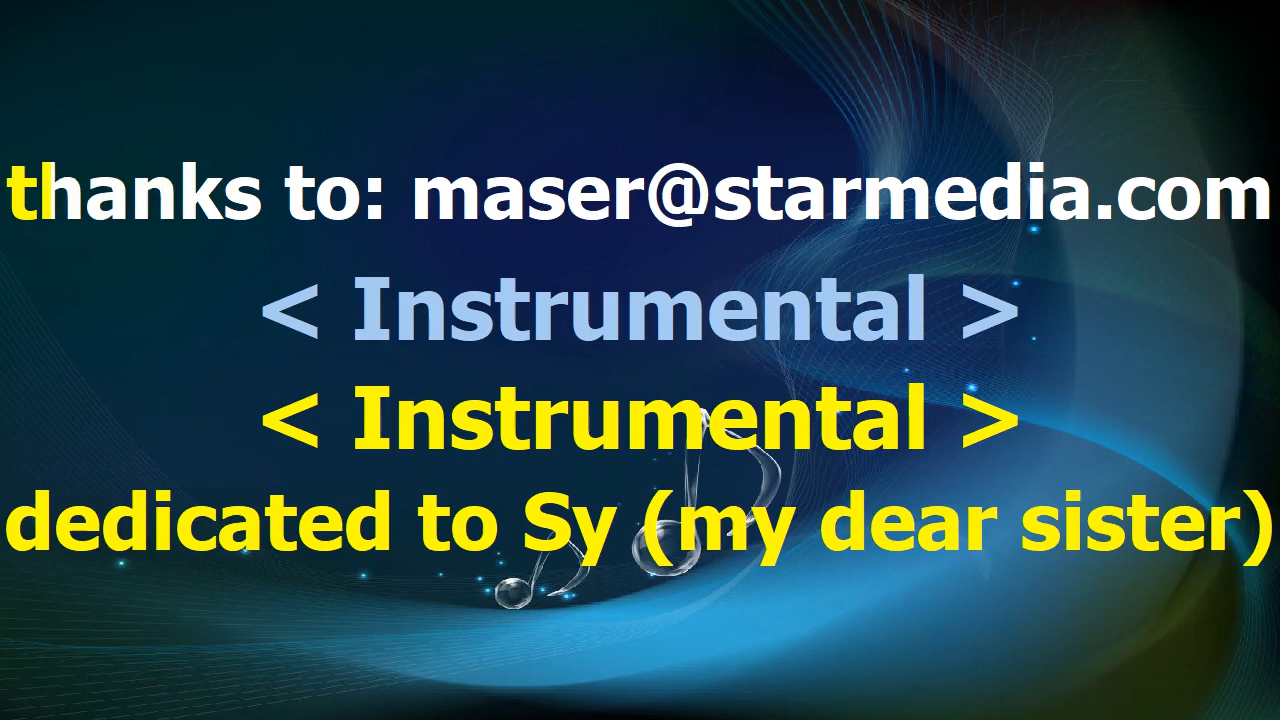 thanks to: maser@starmedia.com
< Instrumental >
< Instrumental >
dedicated to Sy (my dear sister)